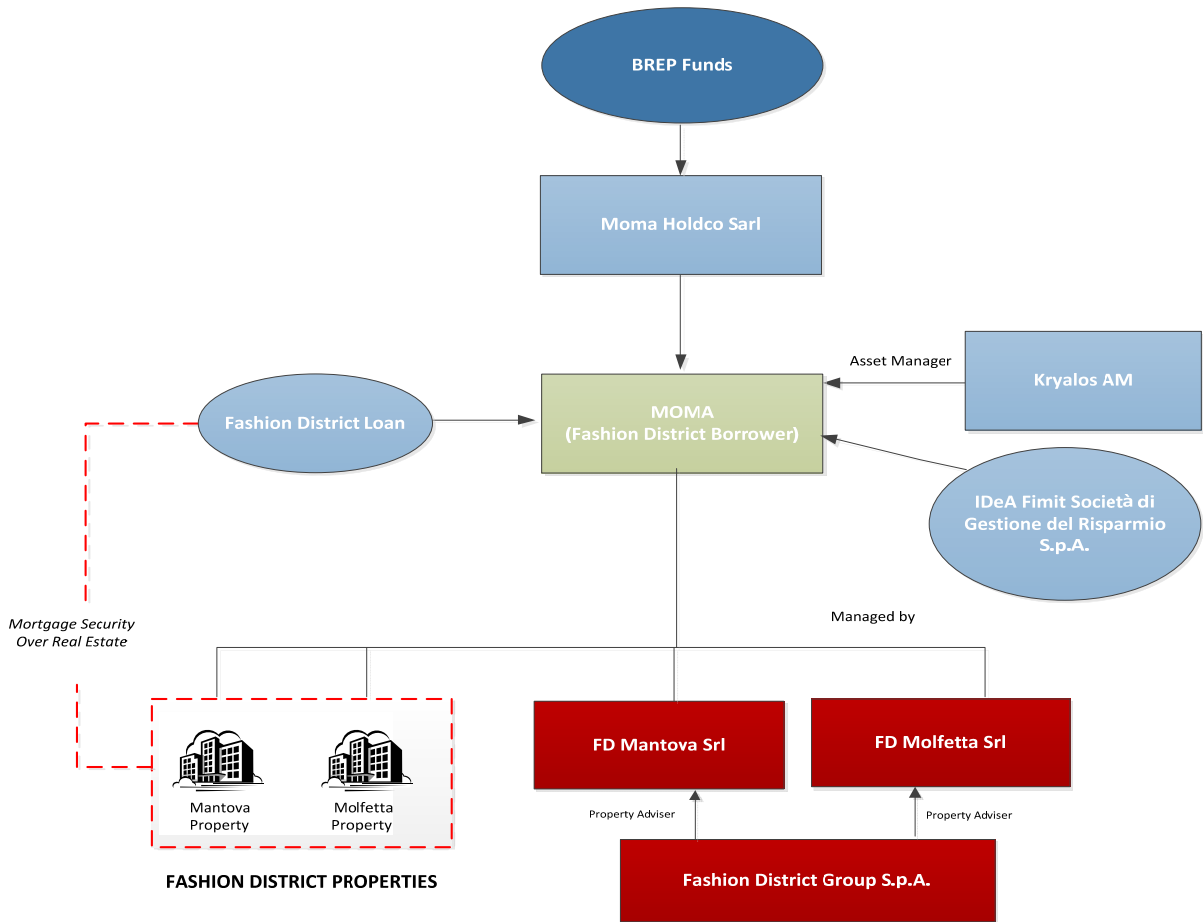 BREP Funds
Moma Holdco Sarl
Asset Manager
Kryalos AM
Fashion District Loan
MOMA
(Fashion District Borrower)
IDeA Fimit Società di
Gestione del Risparmio
S.p.A.
Mortgage Security
Over Real Estate
Managed by
Mantova
Property
Molfetta
Property
FD Mantova Srl
FD Molfetta Srl
Property Adviser
Property Adviser
FASHION DISTRICT PROPERTIES
Fashion District Group S.p.A.